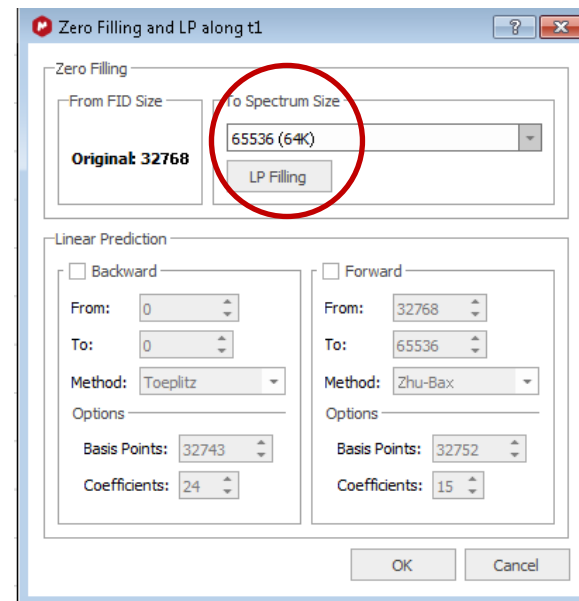 Zero Filling and LP along t1
Zero Filling
From FID Size
To Spectrum Size
Original: 32768
65536 (64K)
LP Filling
Linear Prediction
Backward
Forward
From: 0
From: 32768
To: 0
To: 65536
Method: Toeplitz
Method: Zhu-Bax
Options
Options
Basis Points: 32743
Basis Points: 32752
Coefficients: 24
Coefficients: 15
OK
Cancel